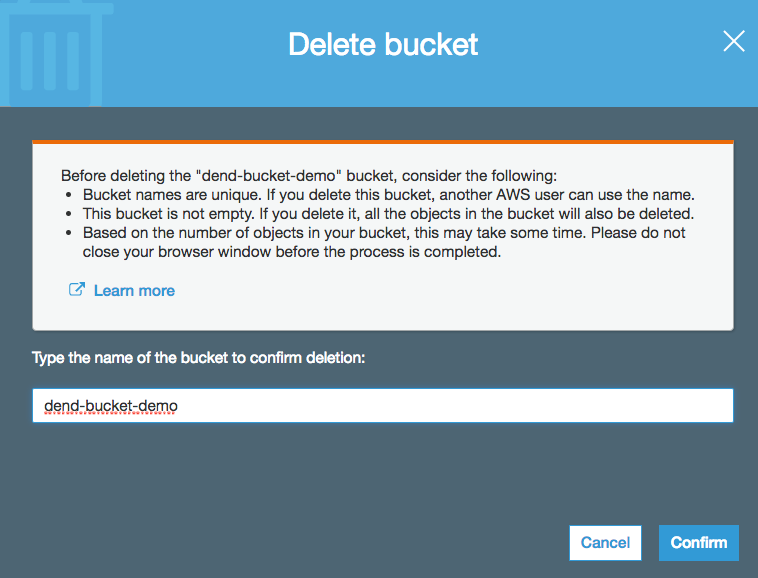 Delete bucket
Before deleting the "dend-bucket-demo" bucket, consider the following:
• Bucket names are unique. If you delete this bucket, another AWS user can use the name.
• This bucket is not empty. If you delete it, all the objects in the bucket will also be deleted.
• Based on the number of objects in your bucket, this may take some time. Please do not
close your browser window before the process is completed.
Learn more
Type the name of the bucket to confirm deletion:
dend-bucket-demo
Cancel Confirm